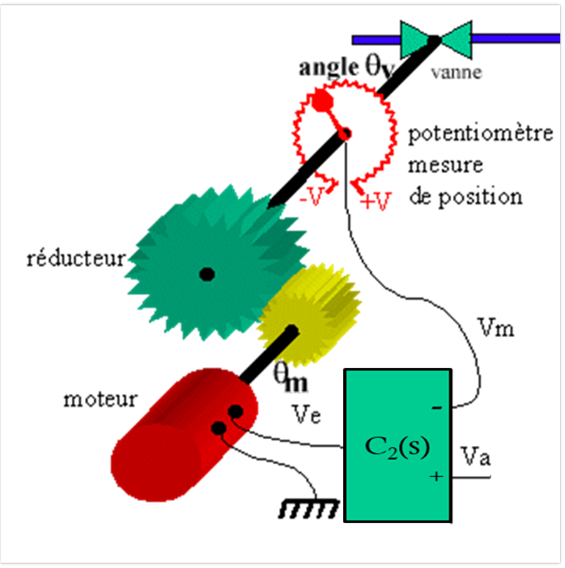 angle θv
vanne
potentiomètre
mesure
de position
-V
+V
réducteur
Vm
θm
moteur
Ve
-
C₂(s)
Va
+